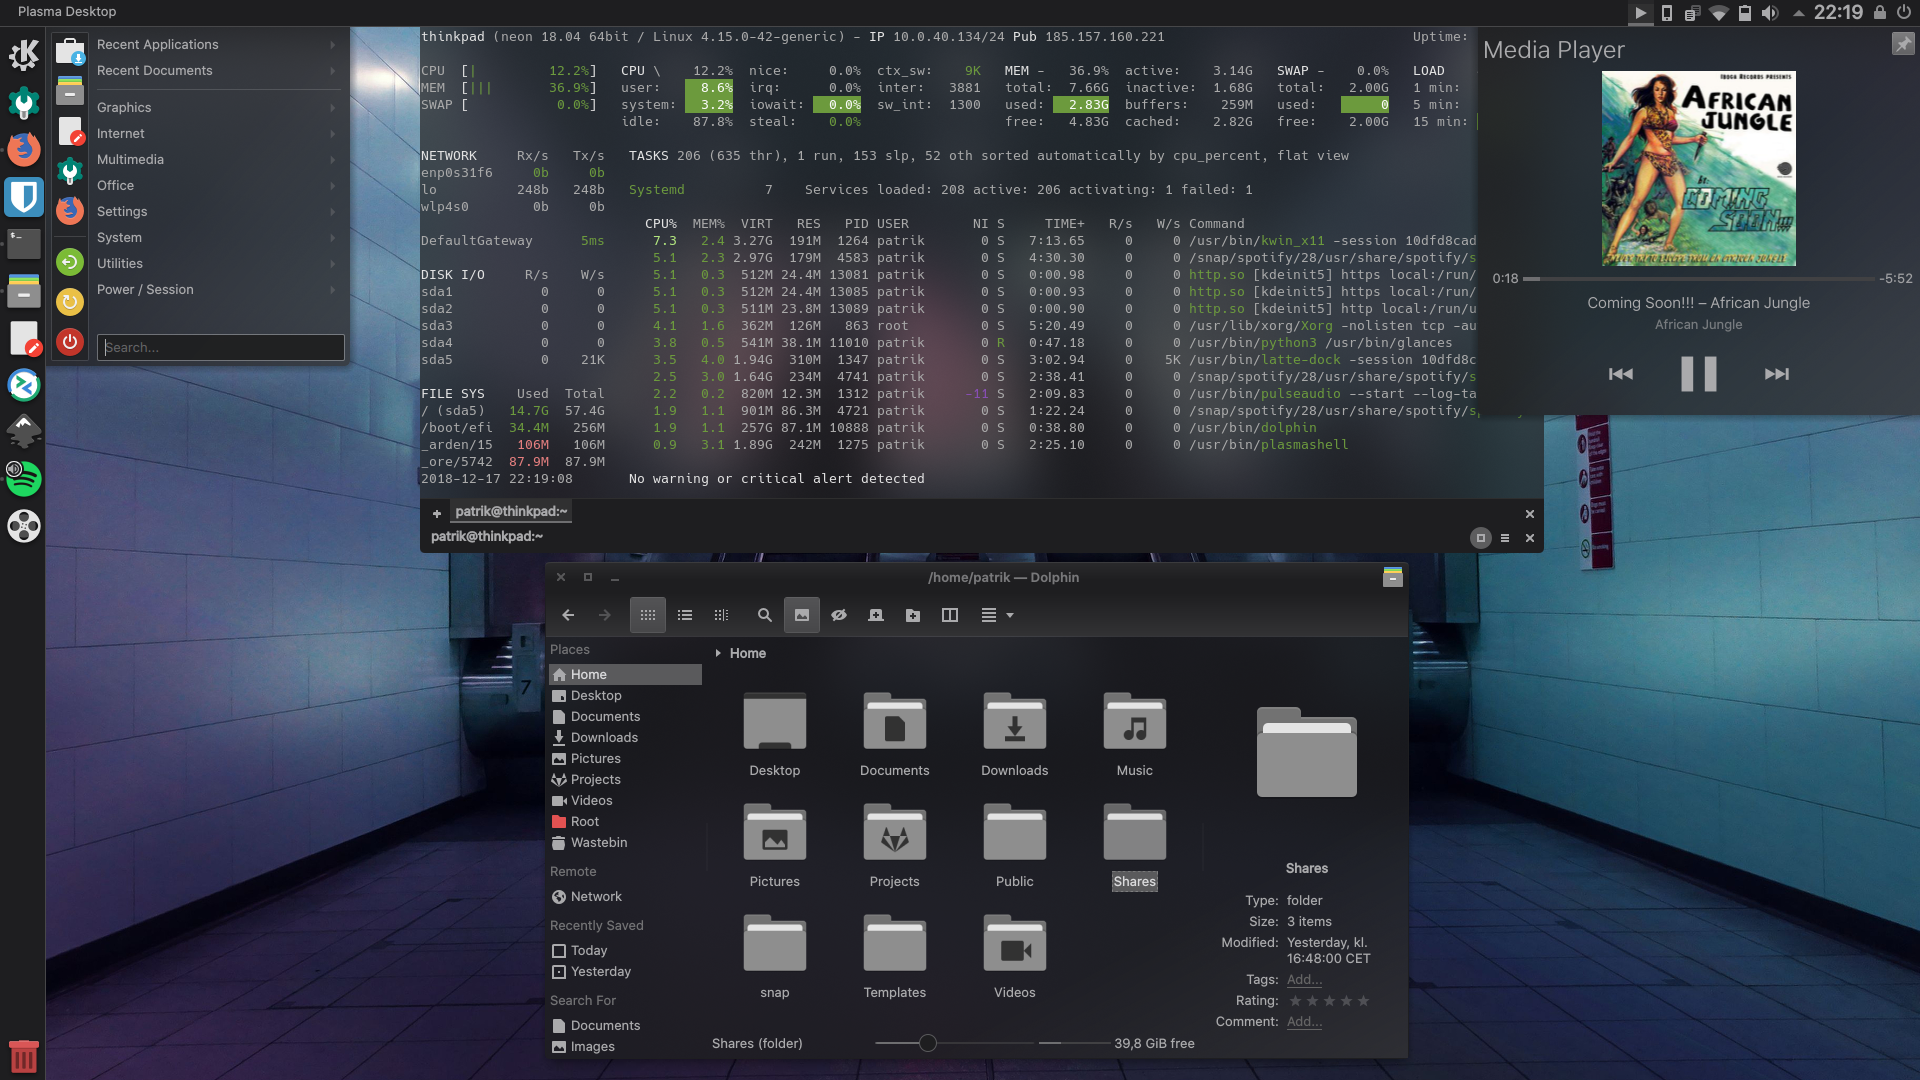 Plasma Desktop
22:19
Recent Applications
Recent Documents
Graphics
Internet
Multimedia
Office
Settings
System
Utilities
Power / Session
Search...
thinkpad (neon 18.04 64bit / Linux 4.15.0-42-generic) - IP 10.0.40.134/24 Pub 185.157.160.221 Uptime:
CPU [| 12.2%] CPU \ 12.2% nice: 0.0% ctx_sw: 9K MEM - 36.9% active: 3.14G SWAP - 0.0% LOAD
MEM [||| 36.9%] user: 8.6% irq: 0.0% inter: 3881 total: 7.66G inactive: 1.68G total: 2.00G 1 min:
SWAP [ 0.0%] system: 3.2% iowait: 0.0% sw_int: 1300 used: 2.83G buffers: 259M used: 0 5 min:
idle: 87.8% steal: 0.0% free: 4.83G cached: 2.82G free: 2.00G 15 min:
NETWORK Rx/s Tx/s TASKS 206 (635 thr), 1 run, 153 slp, 52 oth sorted automatically by cpu_percent, flat view
enp0s31f6 0b 0b
lo 248b 248b Systemd 7 Services loaded: 208 active: 206 activating: 1 failed: 1
wlp4s0 0b 0b
CPU% MEM% VIRT RES PID USER NI S TIME+ R/s W/s Command
DefaultGateway 5ms 7.3 2.4 3.27G 191M 1264 patrik 0 S 7:13.65 0 0 /usr/bin/kwin_x11 -session 10dfd8cad
5.1 2.3 2.97G 179M 4583 patrik 0 S 4:30.30 0 0 /snap/spotify/28/usr/share/spotify/s
DISK I/O R/s W/s 5.1 0.3 512M 24.4M 13081 patrik 0 S 0:00.98 0 0 http.so [kdeinit5] https local:/run/
sda1 0 0 5.1 0.3 512M 24.4M 13085 patrik 0 S 0:00.93 0 0 http.so [kdeinit5] https local:/run/
sda2 0 0 5.1 0.3 511M 23.8M 13089 patrik 0 S 0:00.90 0 0 http.so [kdeinit5] http local:/run/u
sda3 0 0 4.1 1.6 362M 126M 863 root 0 S 5:20.49 0 0 /usr/lib/xorg/Xorg -nolisten tcp -au
sda4 0 0 3.8 0.5 541M 38.1M 11010 patrik 0 R 0:47.18 0 0 /usr/bin/python3 /usr/bin/glances
sda5 0 21K 3.5 4.0 1.94G 310M 1347 patrik 0 S 3:02.94 0 5K /usr/bin/latte-dock -session 10dfd8c
2.5 3.0 1.64G 234M 4741 patrik 0 S 2:38.41 0 0 /snap/spotify/28/usr/share/spotify/s
FILE SYS Used Total 2.2 0.2 820M 12.3M 1312 patrik -11 S 2:09.83 0 0 /usr/bin/pulseaudio --start --log-ta
/ (sda5) 14.7G 57.4G 1.9 1.1 901M 86.3M 4721 patrik 0 S 1:22.24 0 0 /snap/spotify/28/usr/share/spotify/spotify
/boot/efi 34.4M 256M 1.9 1.1 257G 87.1M 10888 patrik 0 S 0:38.80 0 0 /usr/bin/dolphin
_arden/15 106M 106M 0.9 3.1 1.89G 242M 1275 patrik 0 S 2:25.10 0 0 /usr/bin/plasmashell
_ore/5742 87.9M 87.9M
2018-12-17 22:19:08 No warning or critical alert detected
patrik@thinkpad:~
patrik@thinkpad:~
Media Player
IBOGA RECORDS PRESENTS
AFRICAN
JUNGLE
BY:
COMING
SOON!!!
0:18 -5:52
Coming Soon!!! – African Jungle
African Jungle
7
/home/patrik — Dolphin
Places
Home
Desktop
Documents
Downloads
Pictures
Projects
Videos
Root
Wastebin
Remote
Network
Recently Saved
Today
Yesterday
Search For
Documents
Images
Home
Desktop Documents Downloads Music
Pictures Projects Public Shares
snap Templates Videos
Shares (folder) 39,8 GiB free
Shares
Type: folder
Size: 3 items
Modified: Yesterday, kl.
16:48:00 CET
Tags: Add...
Rating:
Comment: Add...